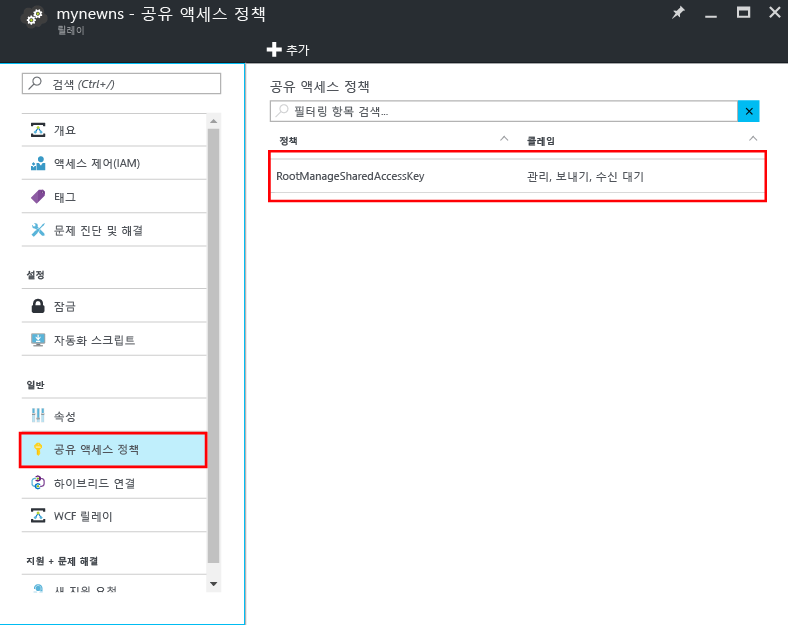 mynewns - 공유 액세스 정책
릴레이
추가
검색 (Ctrl+/)
개요
액세스 제어(IAM)
태그
문제 진단 및 해결
설정
잠금
자동화 스크립트
일반
속성
공유 액세스 정책
하이브리드 연결
WCF 릴레이
지원 + 문제 해결
새 지원 요청
공유 액세스 정책
필터링 항목 검색...
정책 클레임
RootManageSharedAccessKey 관리, 보내기, 수신 대기